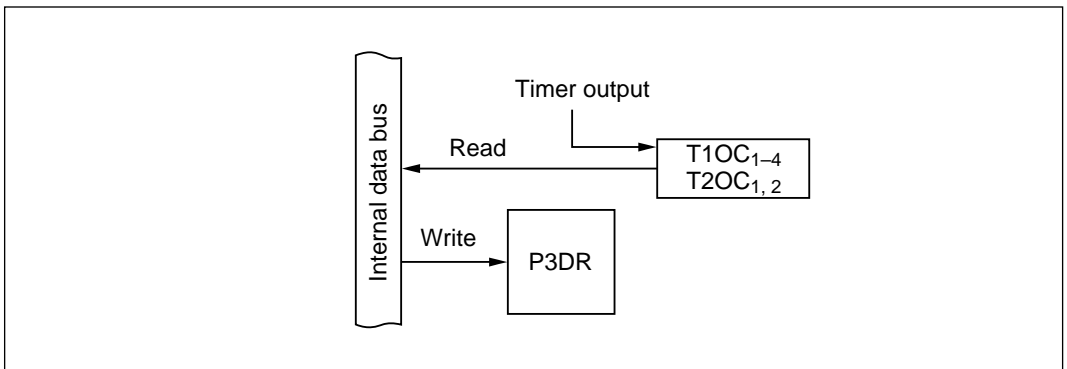 Timer output
Internal data bus
Read
T1OC1–4
T2OC1, 2
Write
P3DR